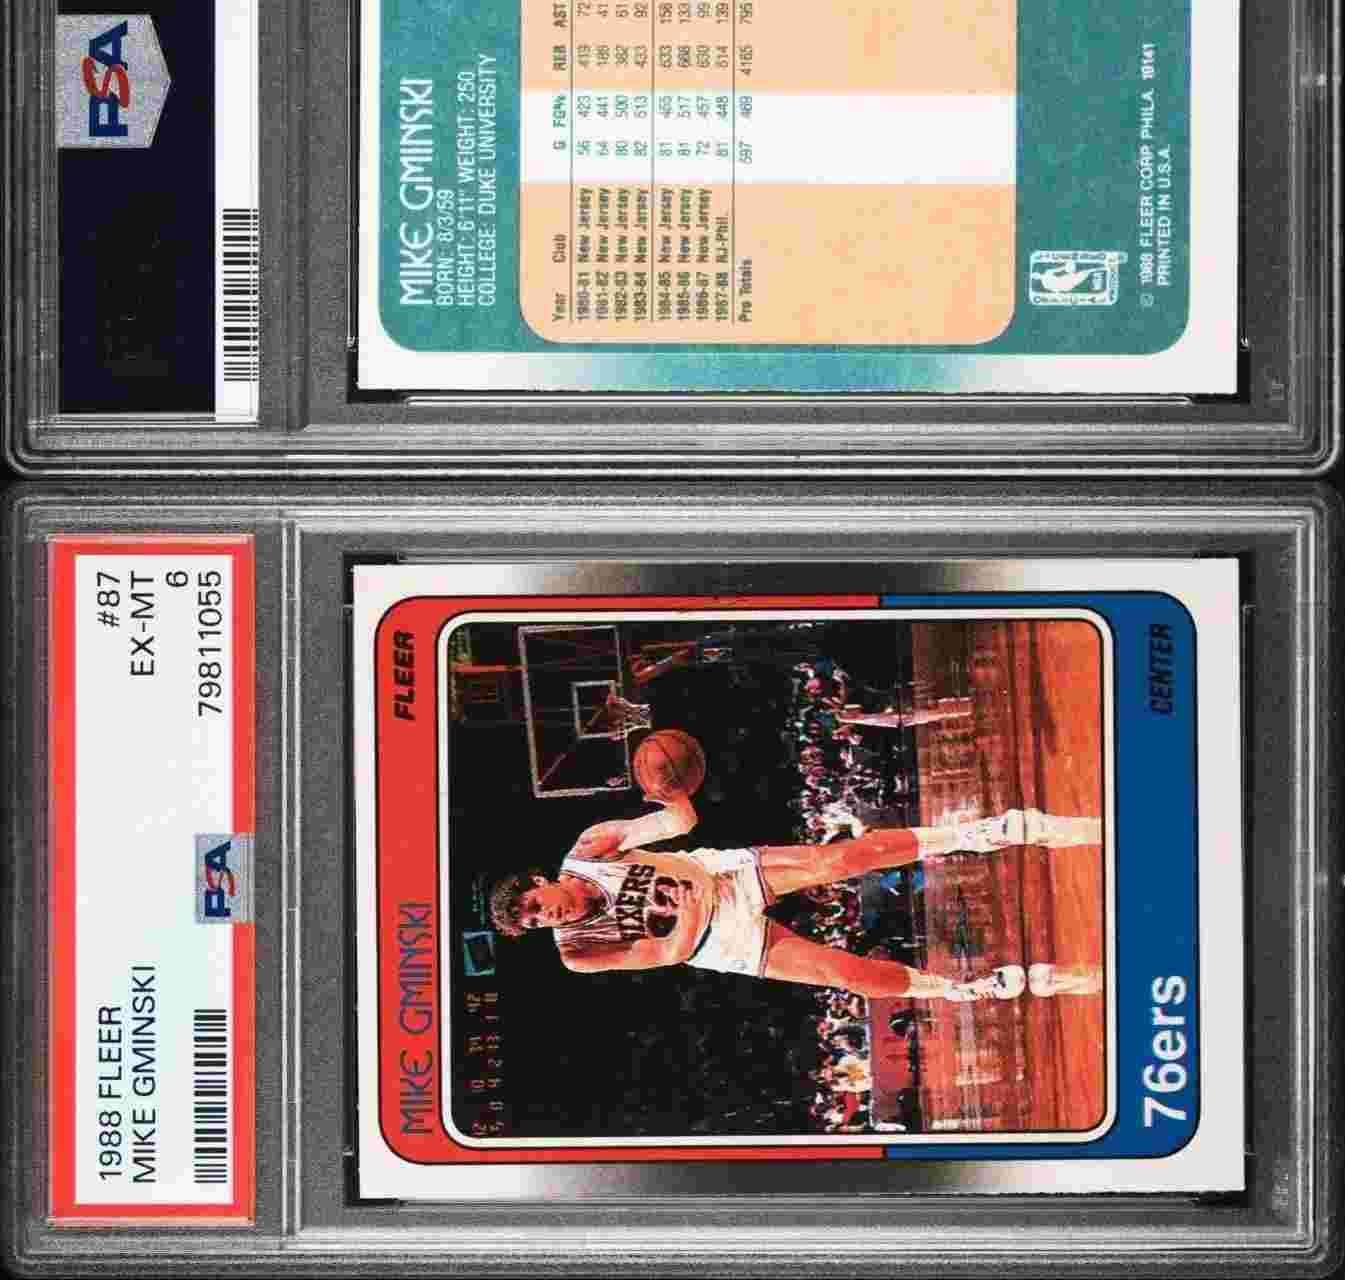 PSA
MIKE GMINSKI
BORN: 8/3/59
HEIGHT: 6'11" WEIGHT: 250
COLLEGE: DUKE UNIVERSITY
Year Club G FG% REB AST
1980-81 New Jersey 56 423 419 72
1981-82 New Jersey 64 441 186 41
1982-83 New Jersey 80 500 382 61
1983-84 New Jersey 82 513 433 92
1984-85 New Jersey 81 465 633 158
1985-86 New Jersey 81 517 668 133
1986-87 New Jersey 72 457 630 99
1987-88 NJ-Phil. 81 448 814 139
Pro Totals 597 469 4165 795
NBA
© 1988 FLEER CORP PHILA. 19141
PRINTED IN U.S.A.
1988 FLEER #87
MIKE GMINSKI EX-MT
PSA 6
79811055
MIKE GMINSKI FLEER
SIXERS
42
76ers CENTER